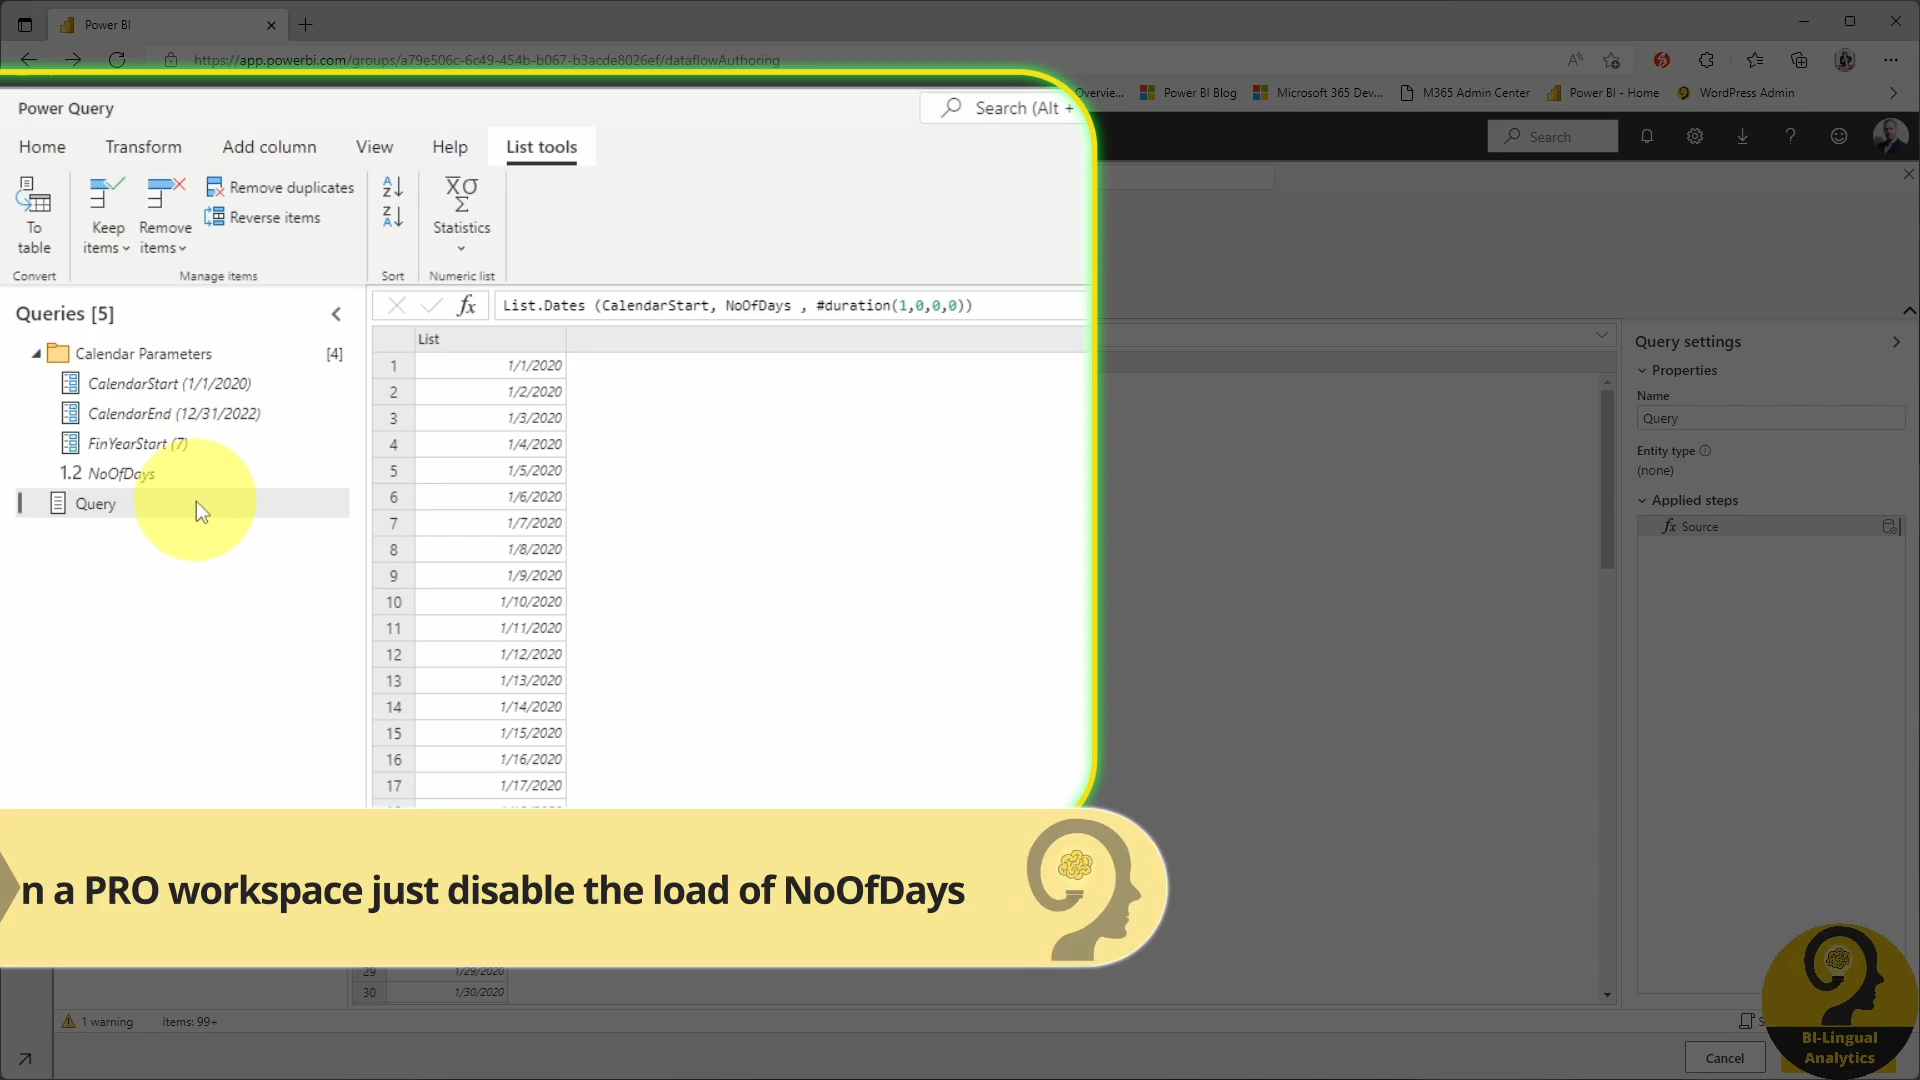 Power BI
https://app.powerbi.com/groups/a79e506c-6c49-454b-b067-b3acde8026ef/dataflowAuthoring
Overvie...
Power BI Blog
Microsoft 365 Dev...
M365 Admin Center
Power BI - Home
WordPress Admin
Power Query
Search (Alt +
Search
Home Transform Add column View Help List tools
To table
Keep items
Remove items
Remove duplicates
Reverse items
Statistics
Convert Manage items Sort Numeric list
Queries [5]
Calendar Parameters [4]
CalendarStart (1/1/2020)
CalendarEnd (12/31/2022)
FinYearStart (7)
1.2 NoOfDays
Query
fx List.Dates (CalendarStart, NoOfDays , #duration(1,0,0,0))
List
1 1/1/2020
2 1/2/2020
3 1/3/2020
4 1/4/2020
5 1/5/2020
6 1/6/2020
7 1/7/2020
8 1/8/2020
9 1/9/2020
10 1/10/2020
11 1/11/2020
12 1/12/2020
13 1/13/2020
14 1/14/2020
15 1/15/2020
16 1/16/2020
17 1/17/2020
29 1/29/2020
30 1/30/2020
Query settings
Properties
Name
Query
Entity type
(none)
Applied steps
fx Source
n a PRO workspace just disable the load of NoOfDays
1 warning Items: 99+
Cancel
BI-Lingual
Analytics